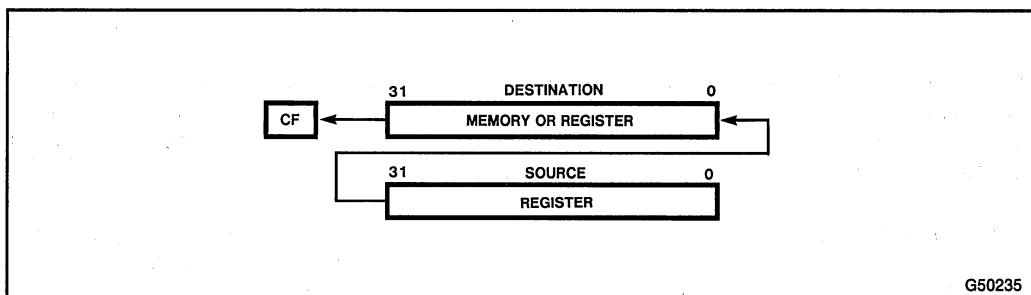 31 DESTINATION 0
CF MEMORY OR REGISTER
31 SOURCE 0
REGISTER
G50235